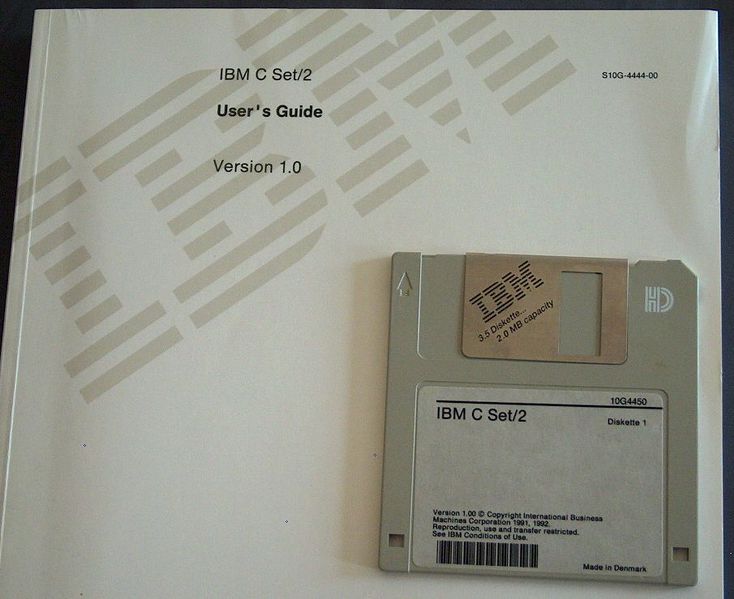 IBM
IBM C Set/2
S10G-4444-00
User's Guide
Version 1.0
IBM
3.5 Diskette...
2.0 MB capacity
HD
10G4450
IBM C Set/2
Diskette 1
Version 1.00 © Copyright International Business
Machines Corporation 1991, 1992.
Reproduction, use and transfer restricted.
See IBM Conditions of Use.
Made in Denmark